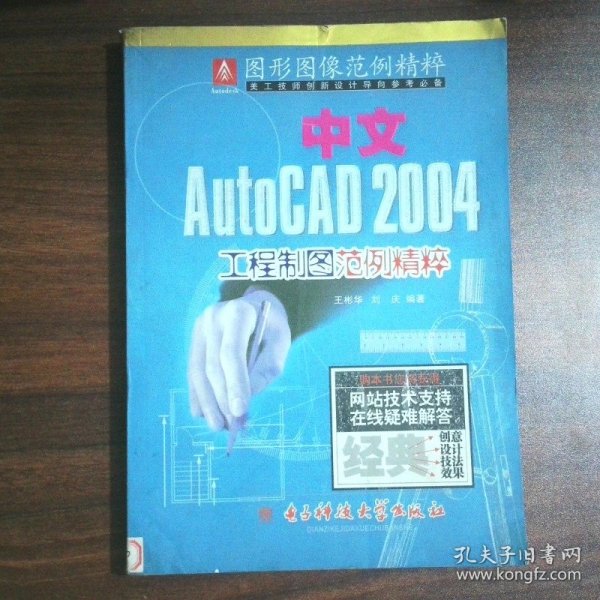 图形图像范例精粹
Autodesk
美工技师创新设计导向参考必备
中文
AutoCAD 2004
工程制图范例精粹
王彬华 刘庆 编著
网站技术支持
在线疑难解答
经典
创意
设计
技法
效果
电子科技大学出版社
DIANZIKEJIDAXUECHUBANSHE
孔夫子旧书网
www.kongfz.com